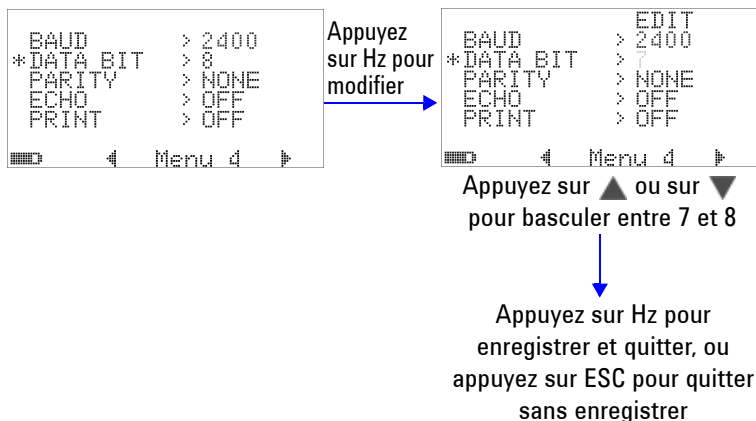 BAUD > 2400
*DATA BIT > 8
PARITY > NONE
ECHO > OFF
PRINT > OFF
Menu 4
Appuyez
sur Hz pour
modifier
EDIT
BAUD > 2400
*DATA BIT > 7
PARITY > NONE
ECHO > OFF
PRINT > OFF
Menu 4
Appuyez sur ▲ ou sur ▼
pour basculer entre 7 et 8
Appuyez sur Hz pour
enregistrer et quitter, ou
appuyez sur ESC pour quitter
sans enregistrer